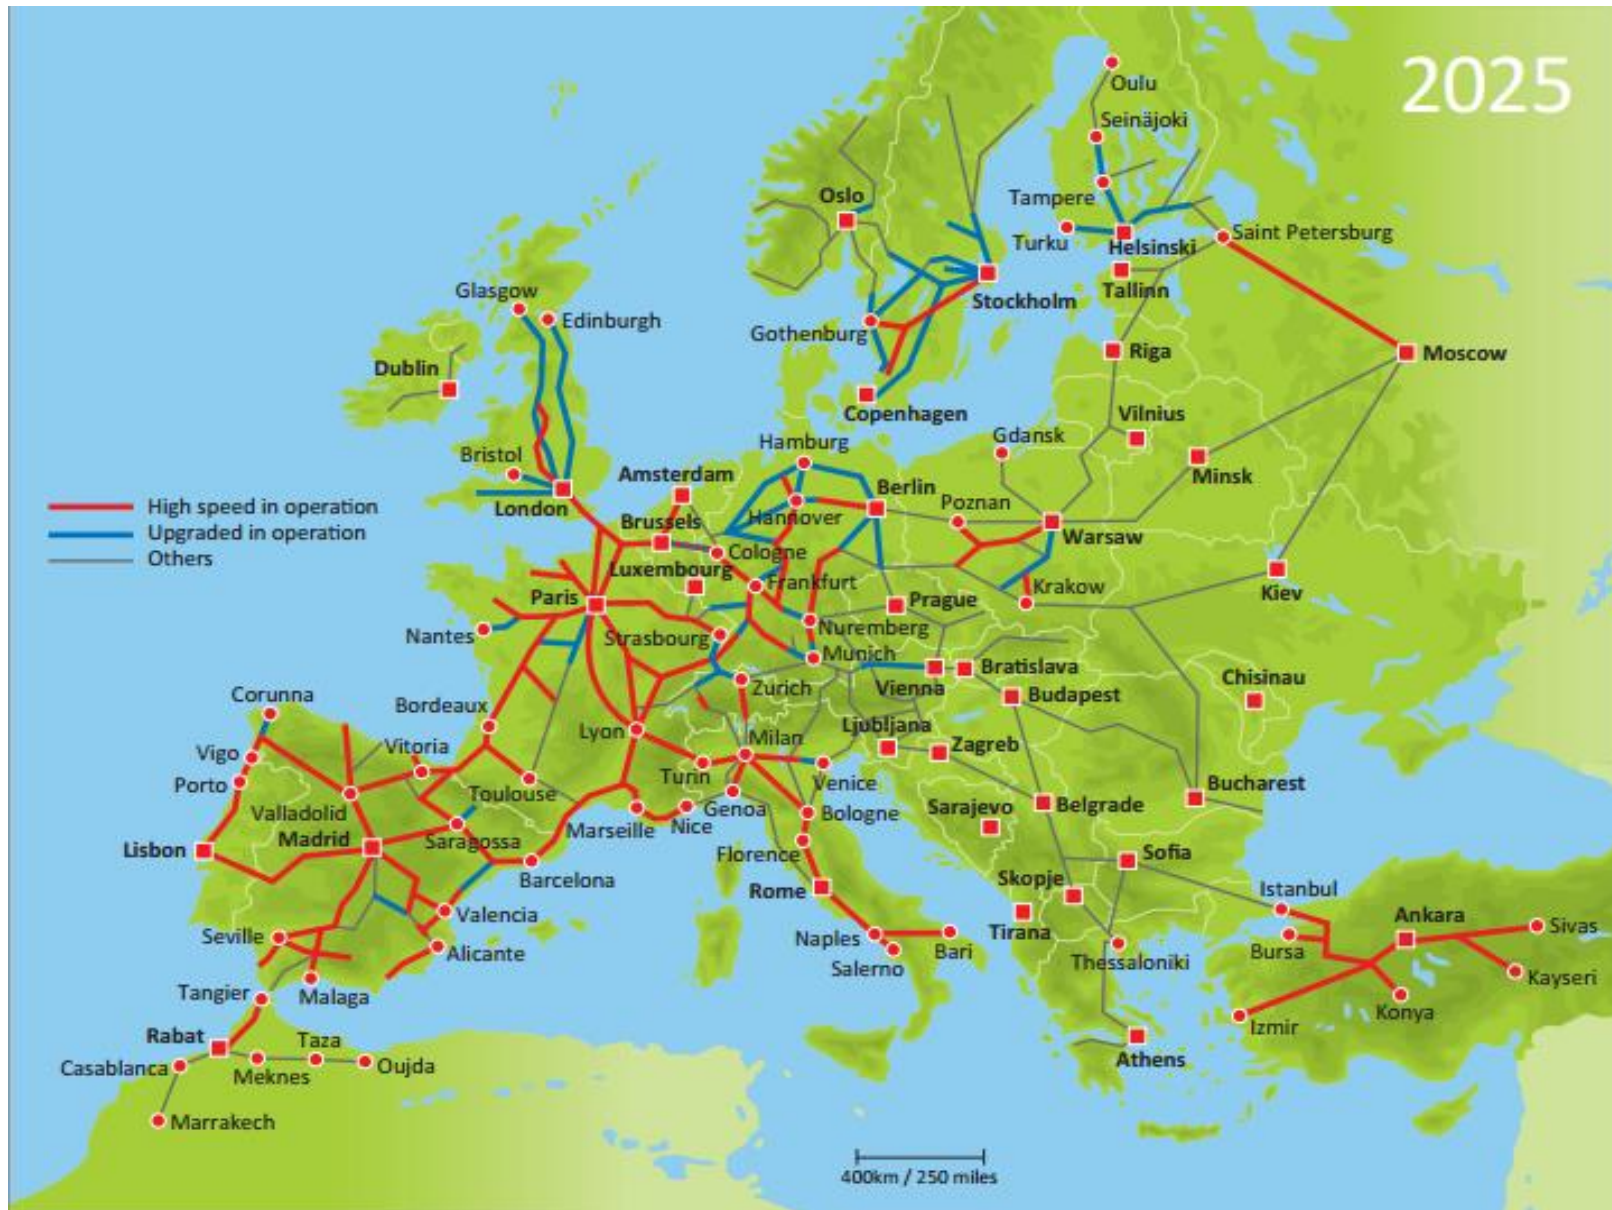 2025
Oulu
Seinäjoki
Oslo
Tampere
Turku
Helsinki
Saint Petersburg
Tallinn
Stockholm
Glasgow
Edinburgh
Gothenburg
Riga
Moscow
Dublin
Copenhagen
Vilnius
Hamburg
Gdansk
Bristol
Amsterdam
Minsk
Berlin
Poznan
High speed in operation
Upgraded in operation
Others
London
Brussels
Hannover
Warsaw
Cologne
Luxembourg
Frankfurt
Krakow
Kiev
Paris
Prague
Nantes
Strasbourg
Nuremberg
Munich
Bratislava
Chisinau
Zurich
Vienna
Budapest
Corunna
Bordeaux
Lyon
Ljubljana
Vigo
Vitoria
Milan
Zagreb
Porto
Turin
Venice
Bucharest
Valladolid
Toulouse
Genoa
Sarajevo
Belgrade
Madrid
Saragossa
Marseille
Nice
Bologne
Lisbon
Florence
Sofia
Barcelona
Rome
Skopje
Istanbul
Valencia
Ankara
Sivas
Seville
Naples
Bari
Tirana
Bursa
Alicante
Salerno
Thessaloniki
Kayseri
Tangier
Malaga
Konya
Rabat
Taza
Izmir
Casablanca
Meknes
Oujda
Athens
Marrakech
400km / 250 miles